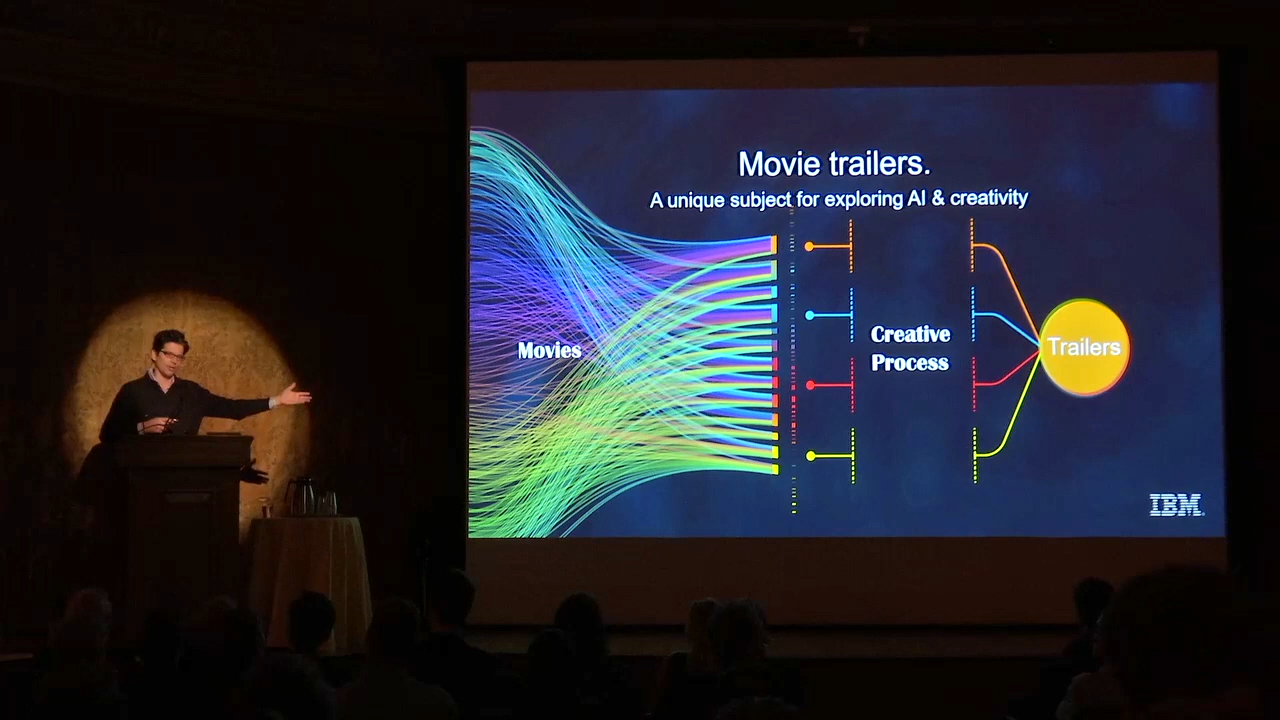 Movie trailers.
A unique subject for exploring AI & creativity
Movies
Creative
Process
Trailers
IBM